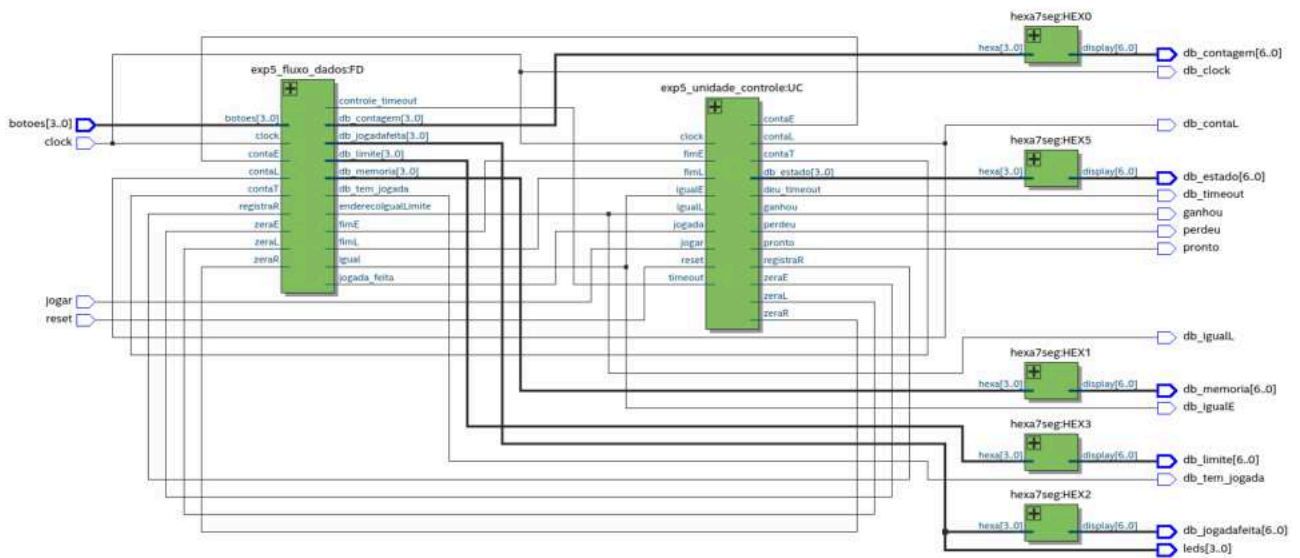 hexa7seg:HEX0
hexa[3..0]
display[6..0]
db_contagem[6..0]
db_clock
exp5_fluxo_dados:FD
botoes[3..0]
clock
botoes[3..0]
clock
contaE
contaL
contaT
registraR
zeraE
zeraL
zeraR
controle_timeout
db_contagem[3..0]
db_jogadafeita[3..0]
db_limite[3..0]
db_memoria[3..0]
db_tem_jogada
enderecoIgualLimite
fimE
fimL
igual
jogada_feita
jogar
reset
exp5_unidade_controle:UC
clock
fimE
fimL
igualE
igualL
jogada
jogar
reset
timeout
contaE
contaL
contaT
db_estado[3..0]
deu_timeout
ganhou
perdeu
pronto
registraR
zeraE
zeraL
zeraR
db_contaL
hexa7seg:HEX5
hexa[3..0]
display[6..0]
db_estado[6..0]
db_timeout
ganhou
perdeu
pronto
db_igualL
hexa7seg:HEX1
hexa[3..0]
display[6..0]
db_memoria[6..0]
db_igualE
hexa7seg:HEX3
hexa[3..0]
display[6..0]
db_limite[6..0]
db_tem_jogada
hexa7seg:HEX2
hexa[3..0]
display[6..0]
db_jogadafeita[6..0]
leds[3..0]